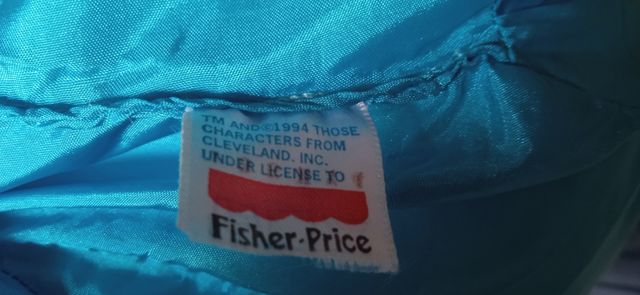 TM AND ©1994 THOSE
CHARACTERS FROM
CLEVELAND. INC.
UNDER LICENSE TO
Fisher-Price